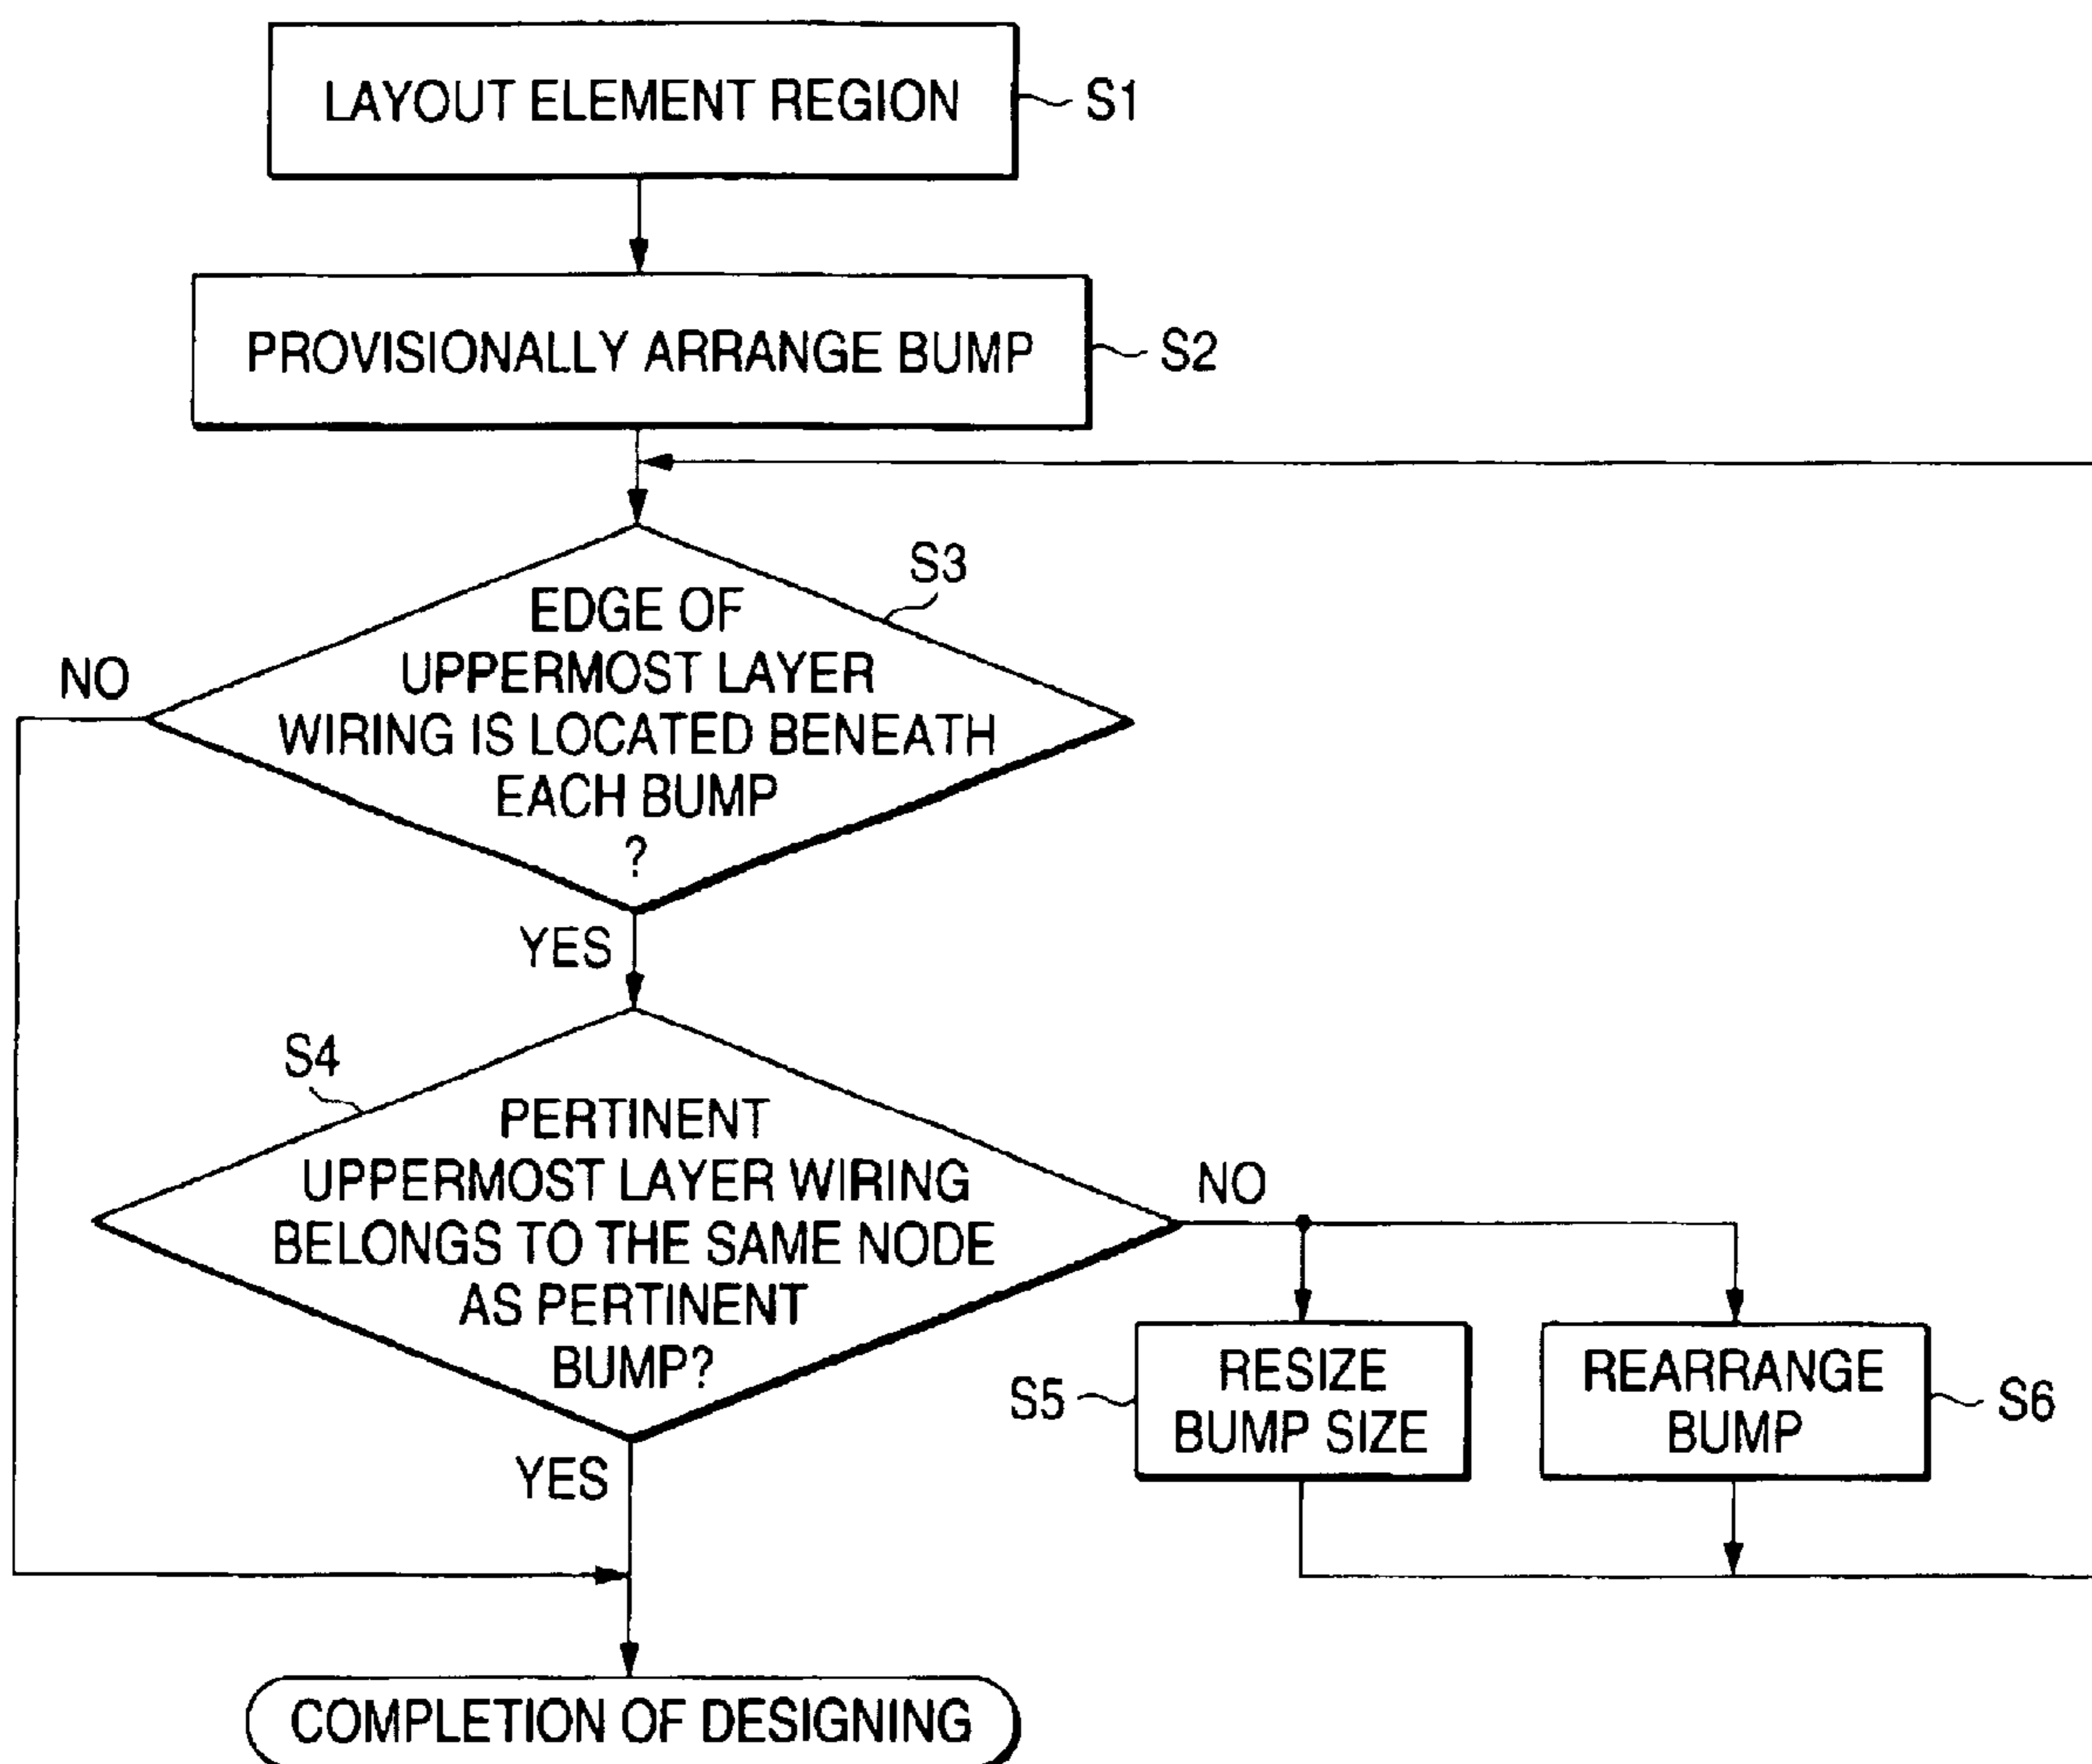 LAYOUT ELEMENT REGION
S1
PROVISIONALLY ARRANGE BUMP
S2
S3
EDGE OF
UPPERMOST LAYER
WIRING IS LOCATED BENEATH
EACH BUMP
?
NO
YES
S4
PERTINENT
UPPERMOST LAYER WIRING
BELONGS TO THE SAME NODE
AS PERTINENT
BUMP?
NO
S5
RESIZE
BUMP SIZE
REARRANGE
BUMP
S6
YES
COMPLETION OF DESIGNING